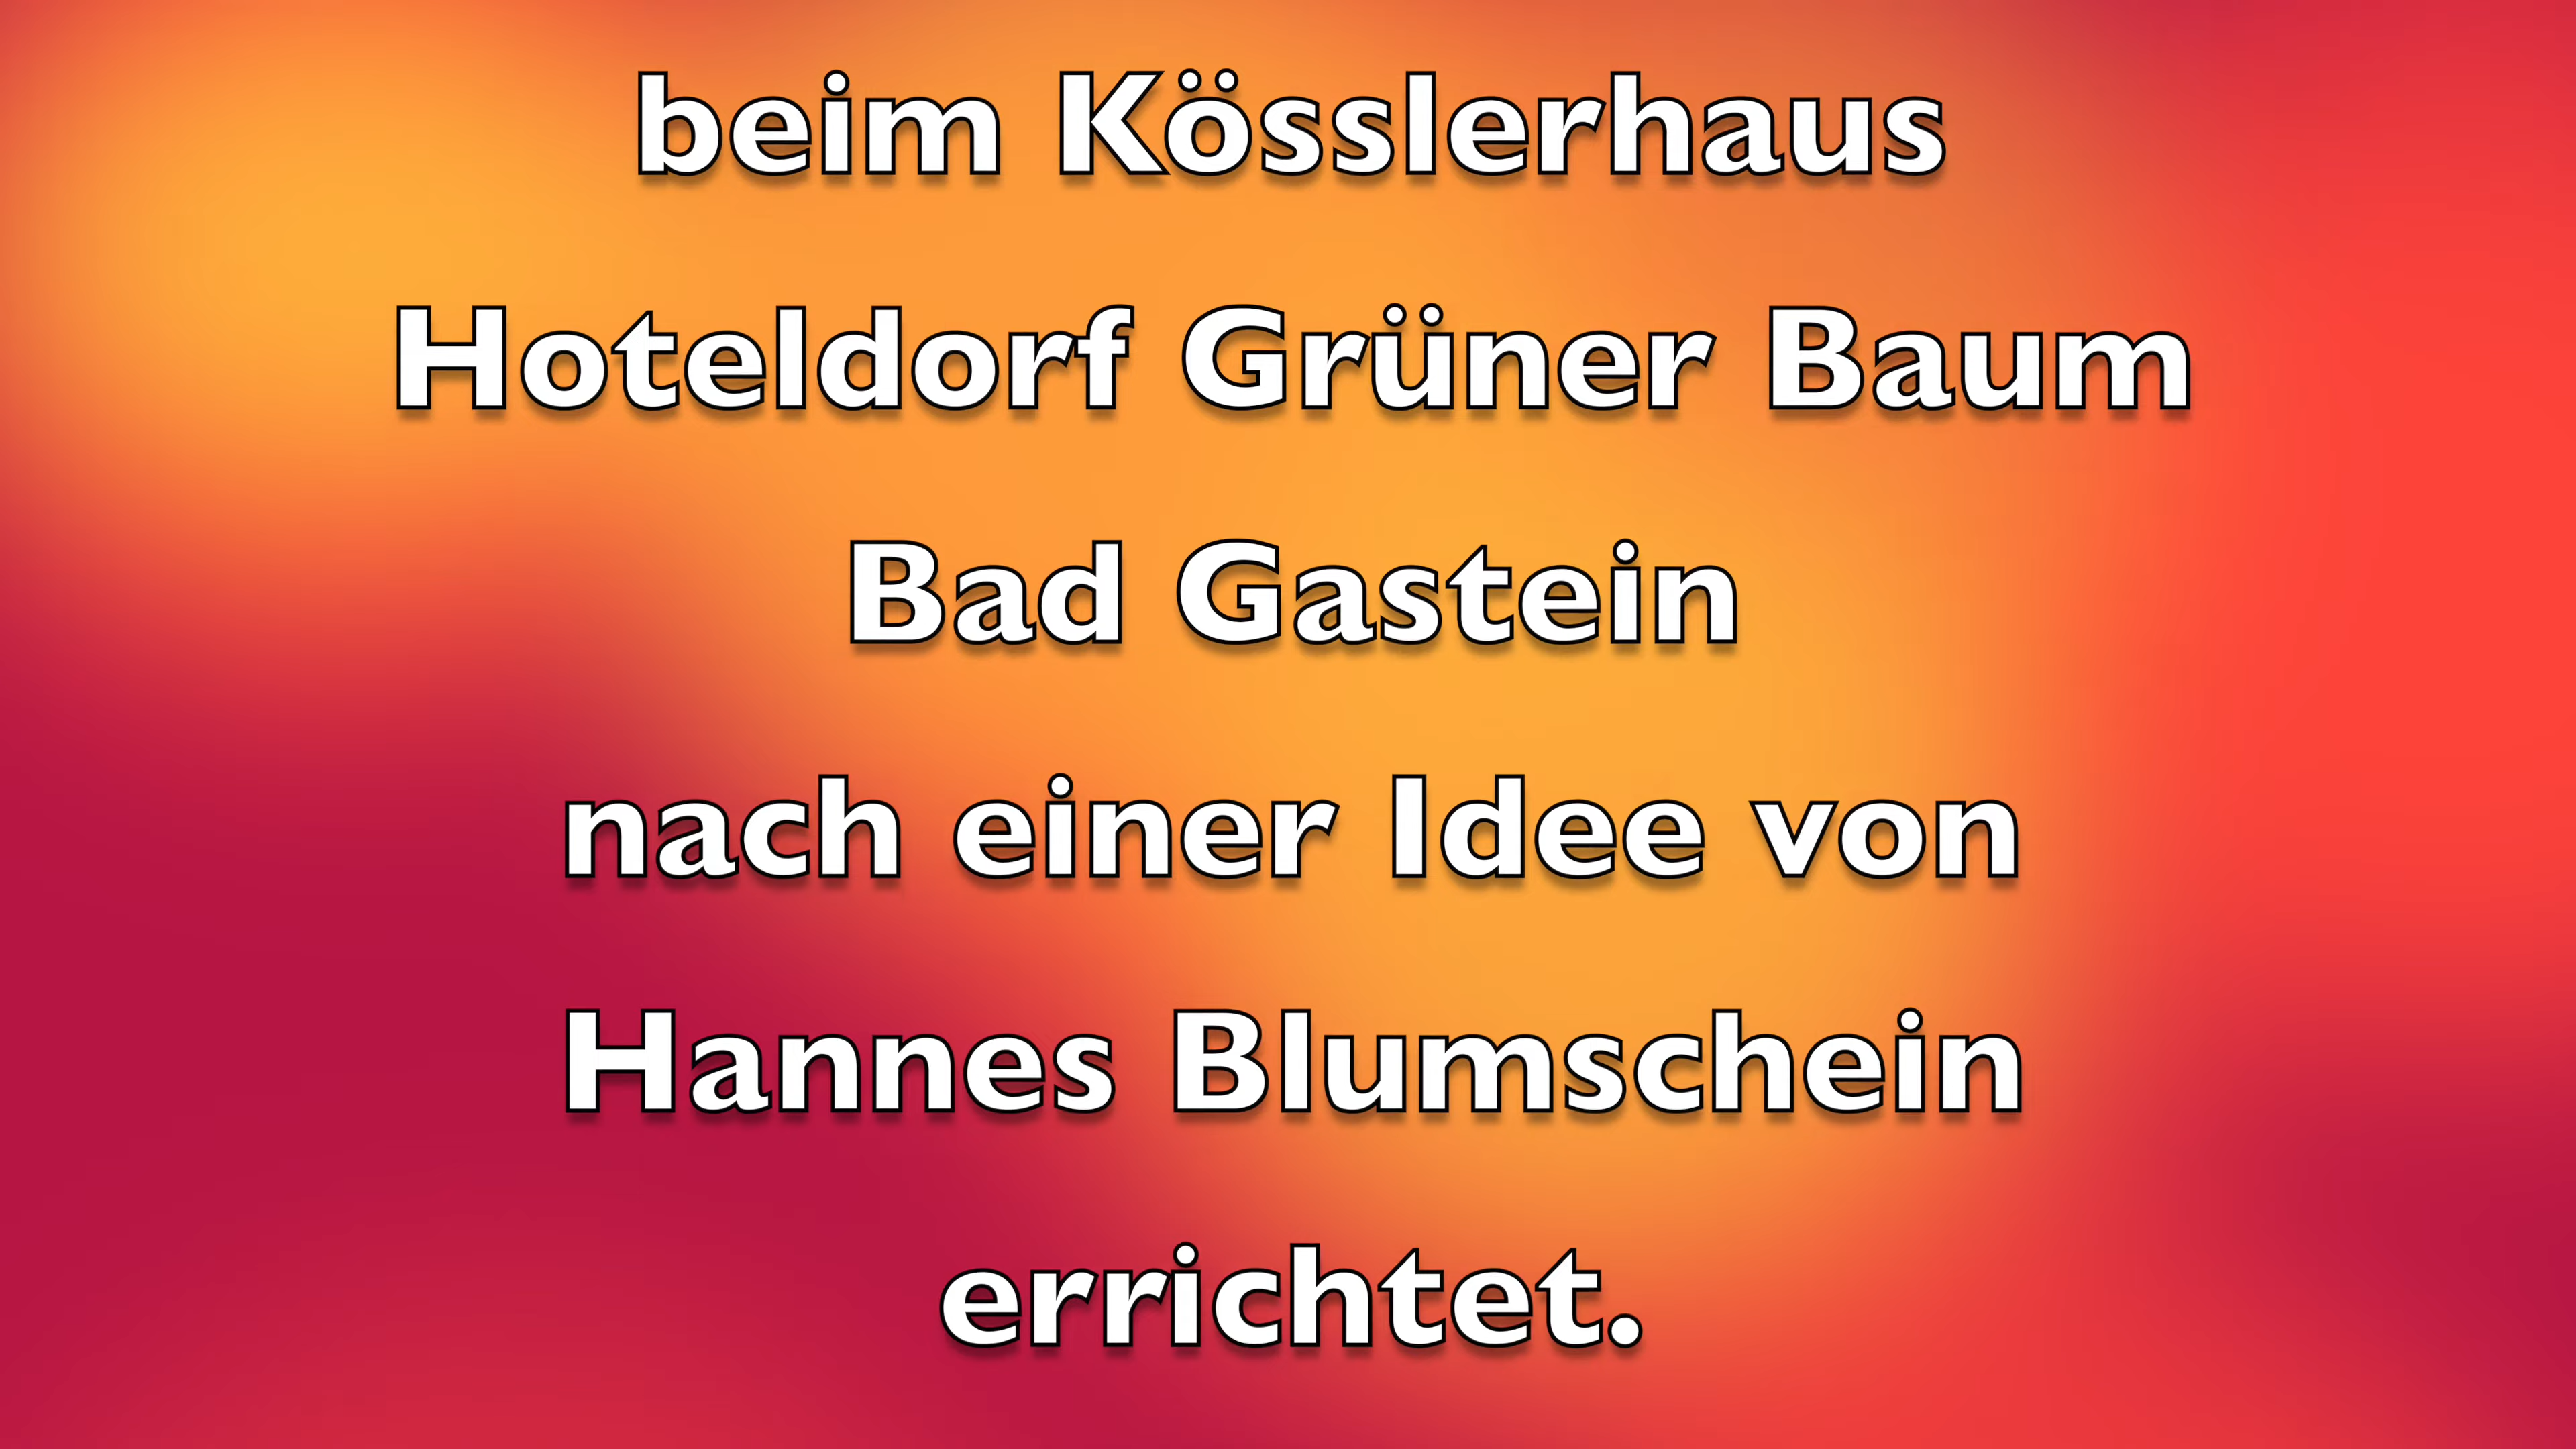 beim Kösslerhaus
Hoteldorf Grüner Baum
Bad Gastein
nach einer Idee von
Hannes Blumschein
errichtet.